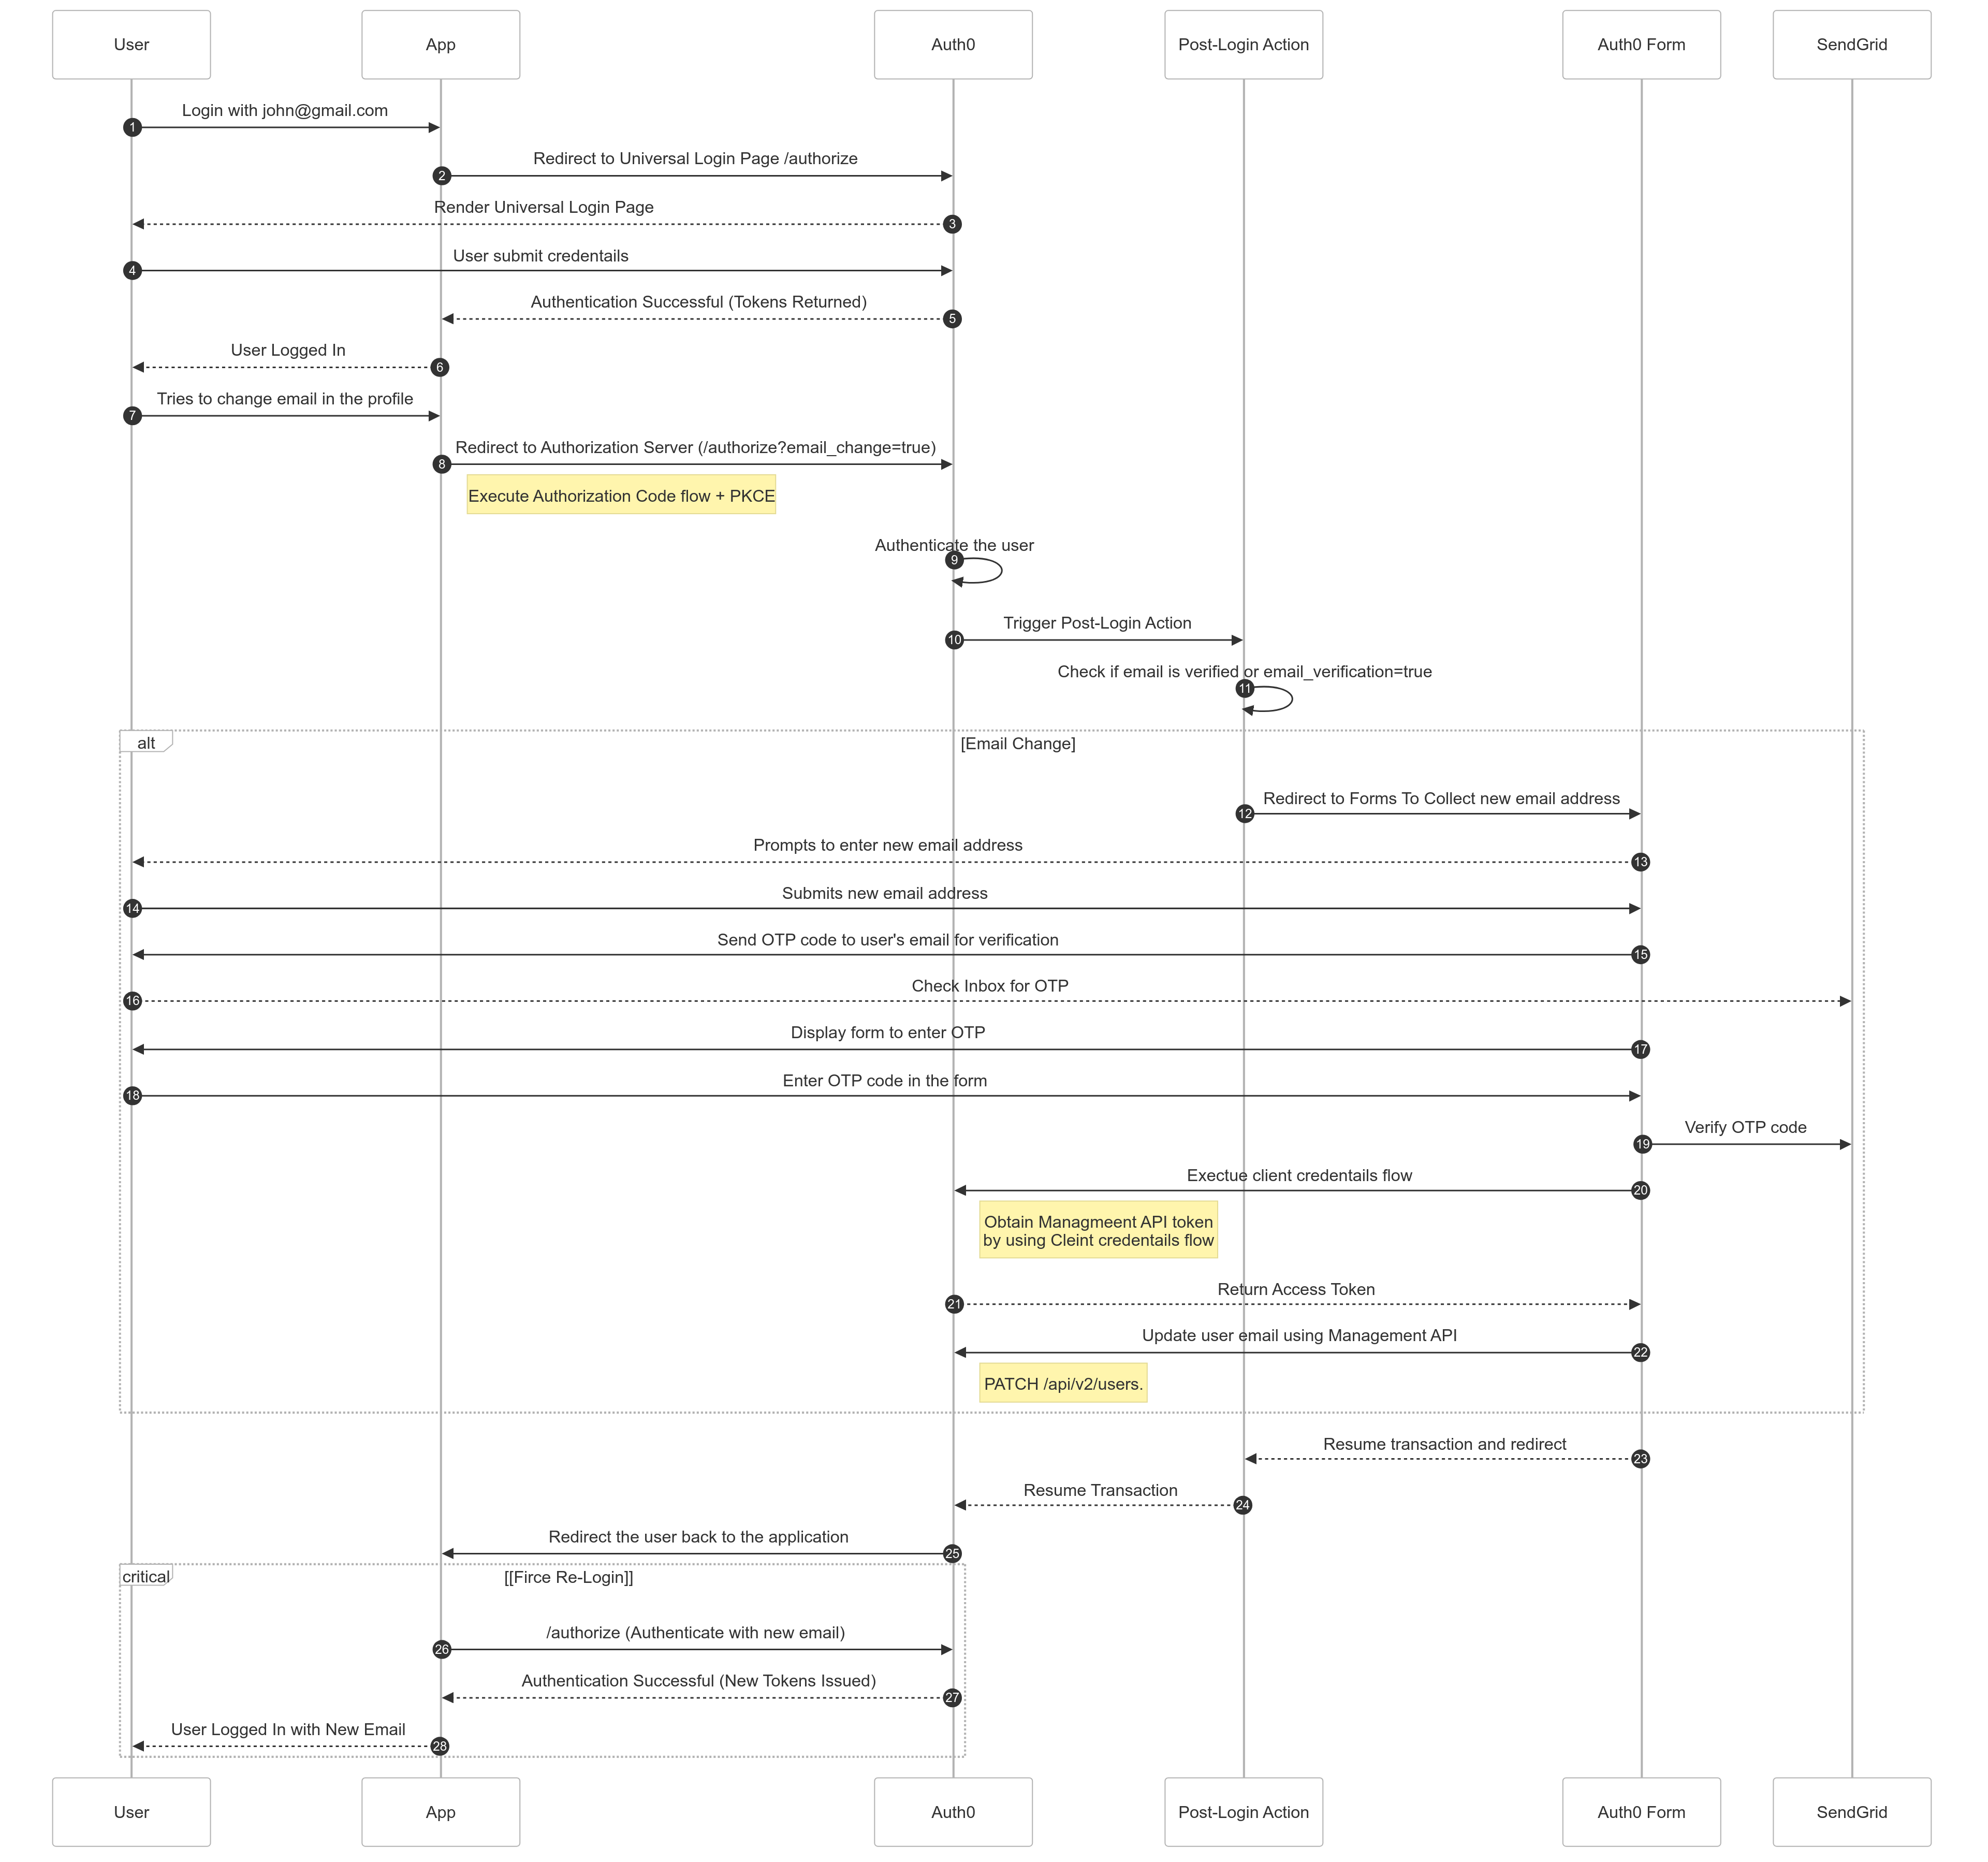 User
App
Auth0
Post-Login Action
Auth0 Form
SendGrid
Login with john@gmail.com
1
Redirect to Universal Login Page /authorize
2
Render Universal Login Page
3
User submit credentails
4
Authentication Successful (Tokens Returned)
5
User Logged In
6
Tries to change email in the profile
7
Redirect to Authorization Server (/authorize?email_change=true)
8
Execute Authorization Code flow + PKCE
Authenticate the user
9
Trigger Post-Login Action
10
Check if email is verified or email_verification=true
11
alt
[Email Change]
Redirect to Forms To Collect new email address
12
Prompts to enter new email address
13
Submits new email address
14
Send OTP code to user's email for verification
15
Check Inbox for OTP
16
Display form to enter OTP
17
Enter OTP code in the form
18
Verify OTP code
19
Exectue client credentails flow
20
Obtain Managmeent API token
by using Cleint credentails flow
Return Access Token
21
Update user email using Management API
22
PATCH /api/v2/users.
Resume transaction and redirect
23
Resume Transaction
24
Redirect the user back to the application
25
critical
[[Firce Re-Login]]
/authorize (Authenticate with new email)
26
Authentication Successful (New Tokens Issued)
27
User Logged In with New Email
28
User
App
Auth0
Post-Login Action
Auth0 Form
SendGrid